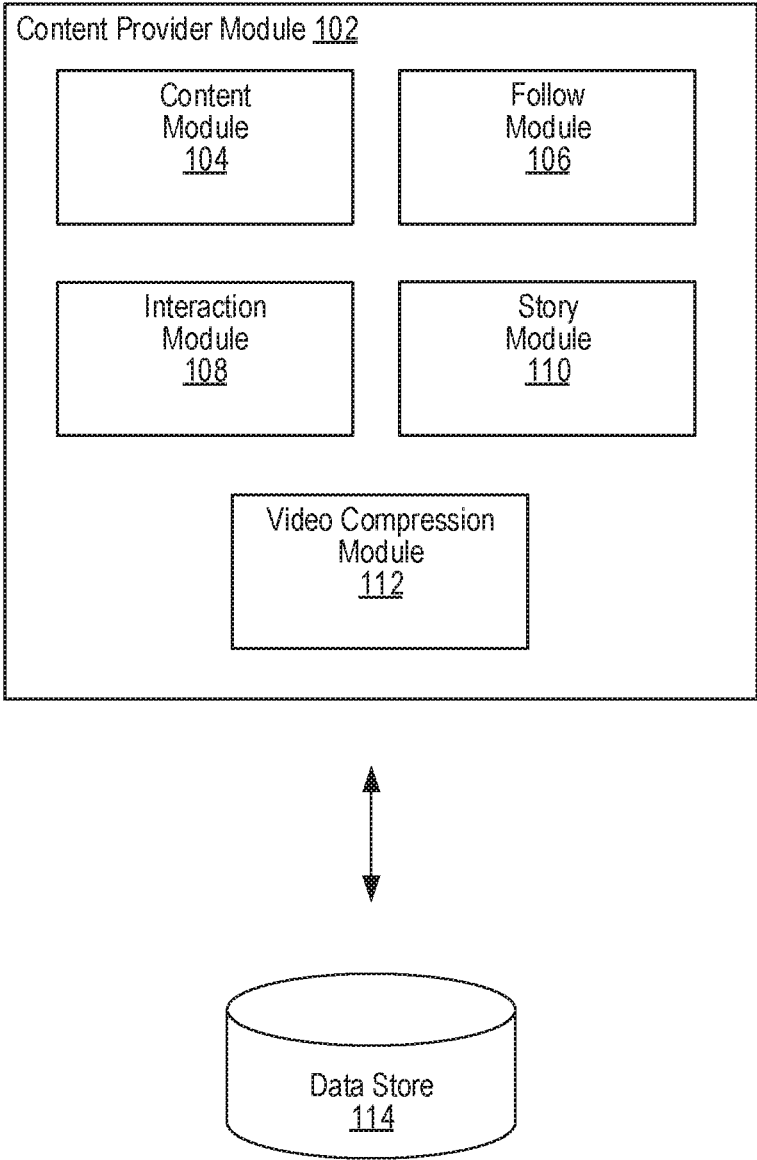 Content Provider Module 102
Content
Module
104
Follow
Module
106
Interaction
Module
108
Story
Module
110
Video Compression
Module
112
Data Store
114